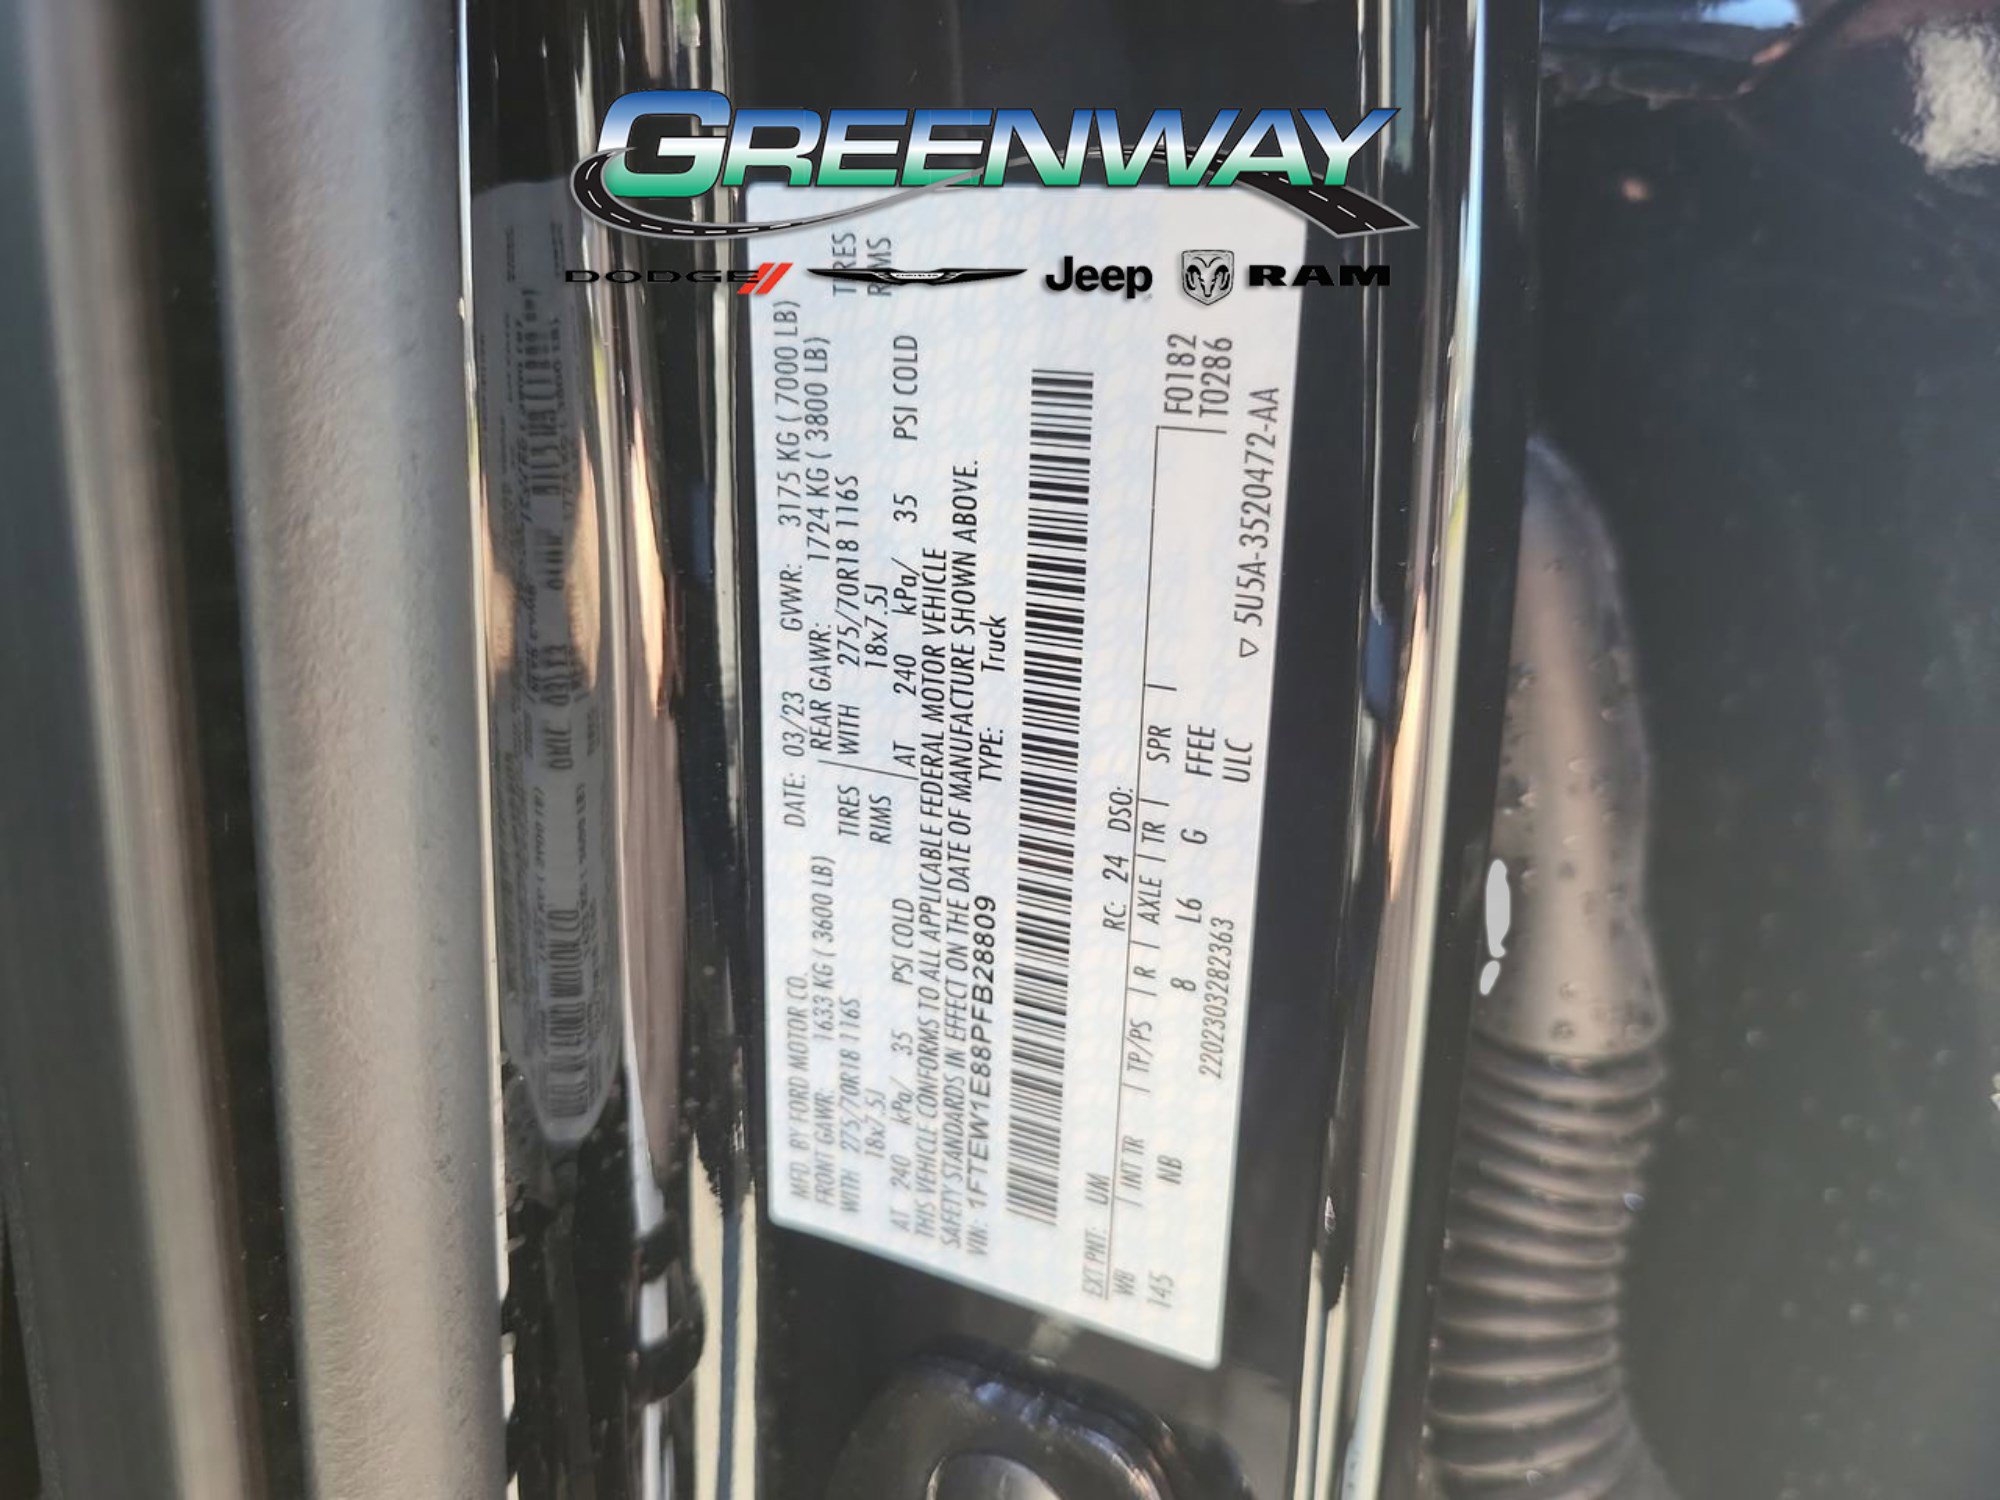 GREENWAY
DODGE CHRYSLER Jeep RAM
MFD. BY FORD MOTOR CO. DATE: 03/23 GVWR: 3175 KG ( 7000 LB)
FRONT GAWR: 1633 KG ( 3600 LB) REAR GAWR: 1724 KG ( 3800 LB)
WITH 275/70R18 116S TIRES WITH 275/70R18 116S TIRES
18x7.5J RIMS 18x7.5J RIMS
AT 240 kPa/ 35 PSI COLD AT 240 kPa/ 35 PSI COLD
THIS VEHICLE CONFORMS TO ALL APPLICABLE FEDERAL MOTOR VEHICLE
SAFETY STANDARDS IN EFFECT ON THE DATE OF MANUFACTURE SHOWN ABOVE.
VIN: 1FTEW1E88PFB28809 TYPE: Truck
EXT PNT: UM RC: 24 DSO:
WB INT TR TP/PS R AXLE TR SPR F0182
145 NB 8 L6 G FFEE T0286
2202303282363 ULC
▽ 5U5A-3520472-AA